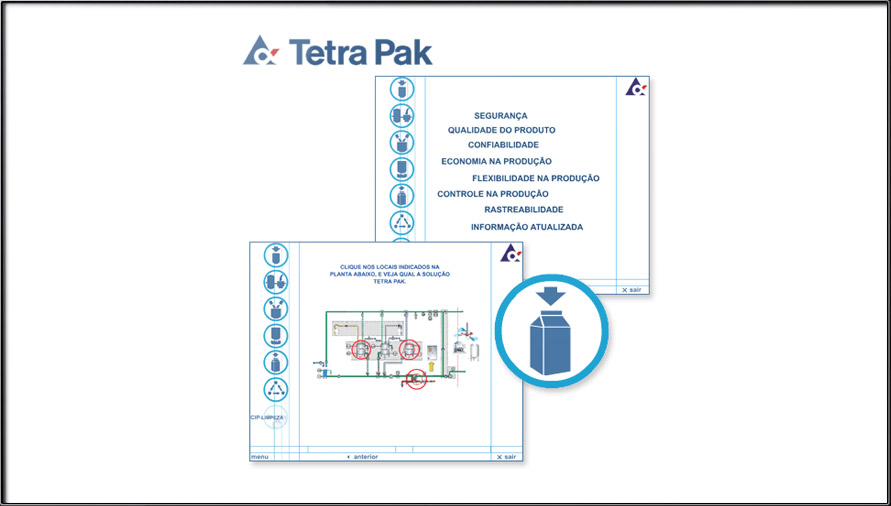 Tetra Pak
SEGURANÇA
QUALIDADE DO PRODUTO
CONFIABILIDADE
ECONOMIA NA PRODUÇÃO
FLEXIBILIDADE NA PRODUÇÃO
CONTROLE NA PRODUÇÃO
RASTREABILIDADE
INFORMAÇÃO ATUALIZADA
sair
CLIQUE NOS LOCAIS INDICADOS NA
PLANTA ABAIXO, E VEJA QUAL A SOLUÇÃO
TETRA PAK.
CIP-LIMPEZA
menu
anterior
sair